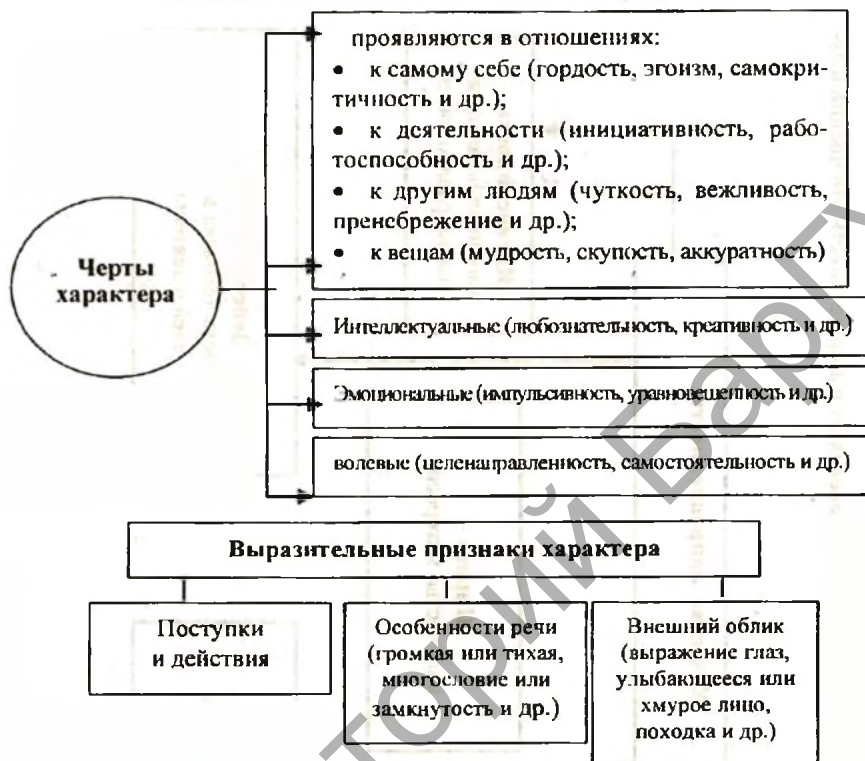 проявляются в отношениях:
• к самому себе (гордость, эгоизм, самокри-
тичность и др.);
• к деятельности (инициативность, рабо-
тоспособность и др.);
• к другим людям (чуткость, вежливость,
пренебрежение и др.);
• к вещам (мудрость, скупость, аккуратность)
Черты
характера
Интеллектуальные (любознательность, креативность и др.)
Эмоциональные (импульсивность, уравновешенность и др.)
волевые (целенаправленность, самостоятельность и др.)
Выразительные признаки характера
Поступки
и действия
Особенности речи
(громкая или тихая,
многословие или
замкнутость и др.)
Внешний облик
(выражение глаз,
улыбающееся или
хмурое лицо,
походка и др.)
торий БарГУ